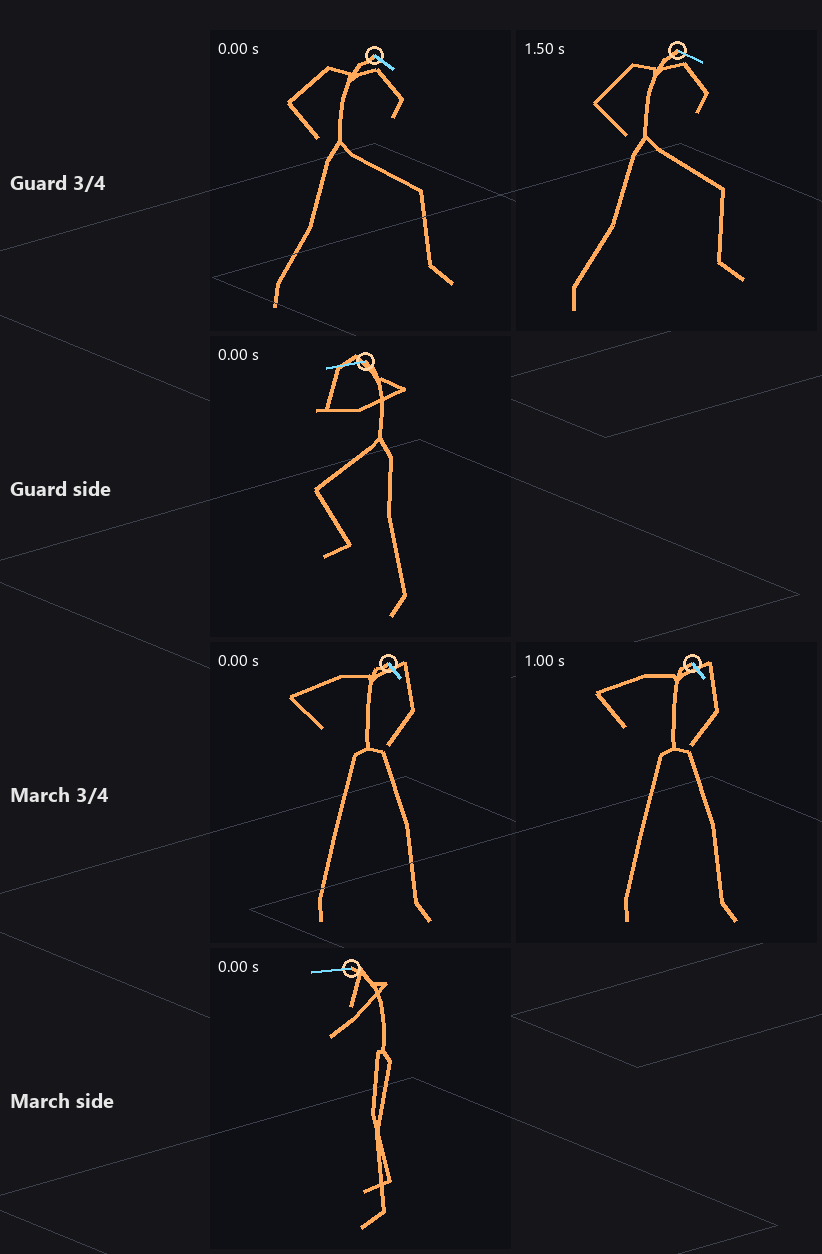 0.00 s
1.50 s
Guard 3/4
0.00 s
Guard side
0.00 s
1.00 s
March 3/4
0.00 s
March side